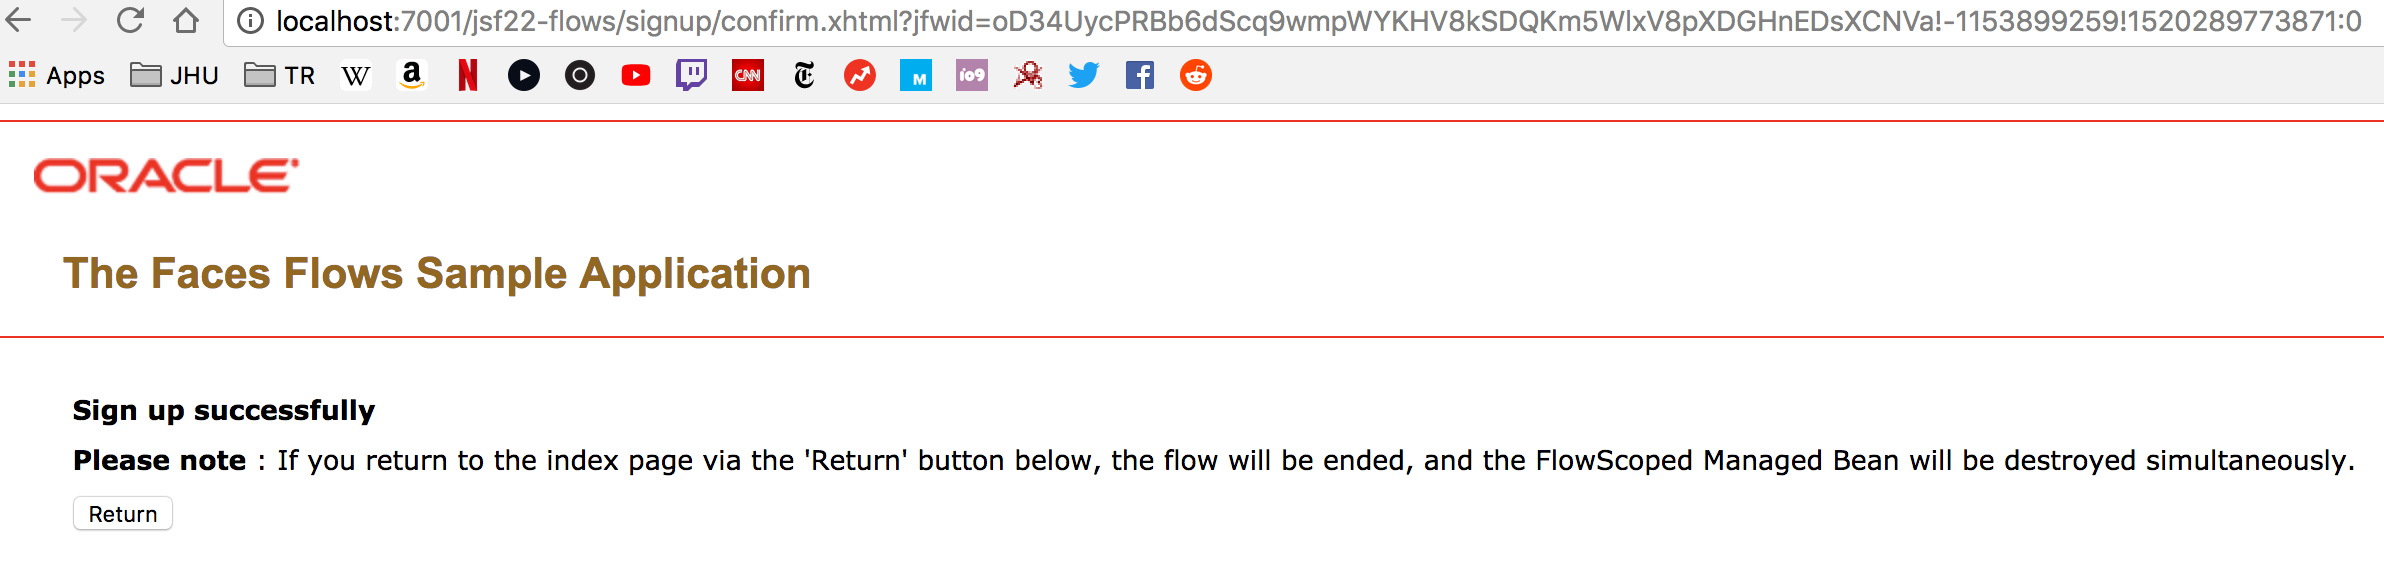 localhost:7001/jsf22-flows/signup/confirm.xhtml?jfwid=oD34UycPRBb6dScq9wmpWYKHV8kSDQKm5WlxV8pXDGHnEDsXCNVa!-1153899259!1520289773871:0
Apps JHU TR W a N CNN T M io9
ORACLE
The Faces Flows Sample Application
Sign up successfully
Please note : If you return to the index page via the 'Return' button below, the flow will be ended, and the FlowScoped Managed Bean will be destroyed simultaneously.
Return